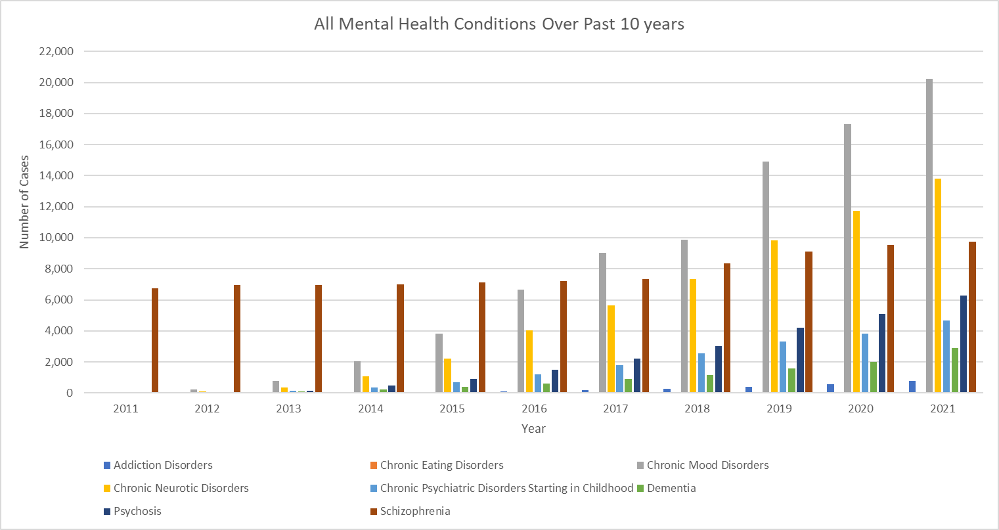 All Mental Health Conditions Over Past 10 years
22,000
20,000
18,000
16,000
14,000
12,000
10,000
8,000
6,000
4,000
2,000
0
Number of Cases
2011 2012 2013 2014 2015 2016 2017 2018 2019 2020 2021
Year
Addiction Disorders Chronic Eating Disorders Chronic Mood Disorders
Chronic Neurotic Disorders Chronic Psychiatric Disorders Starting in Childhood Dementia
Psychosis Schizophrenia